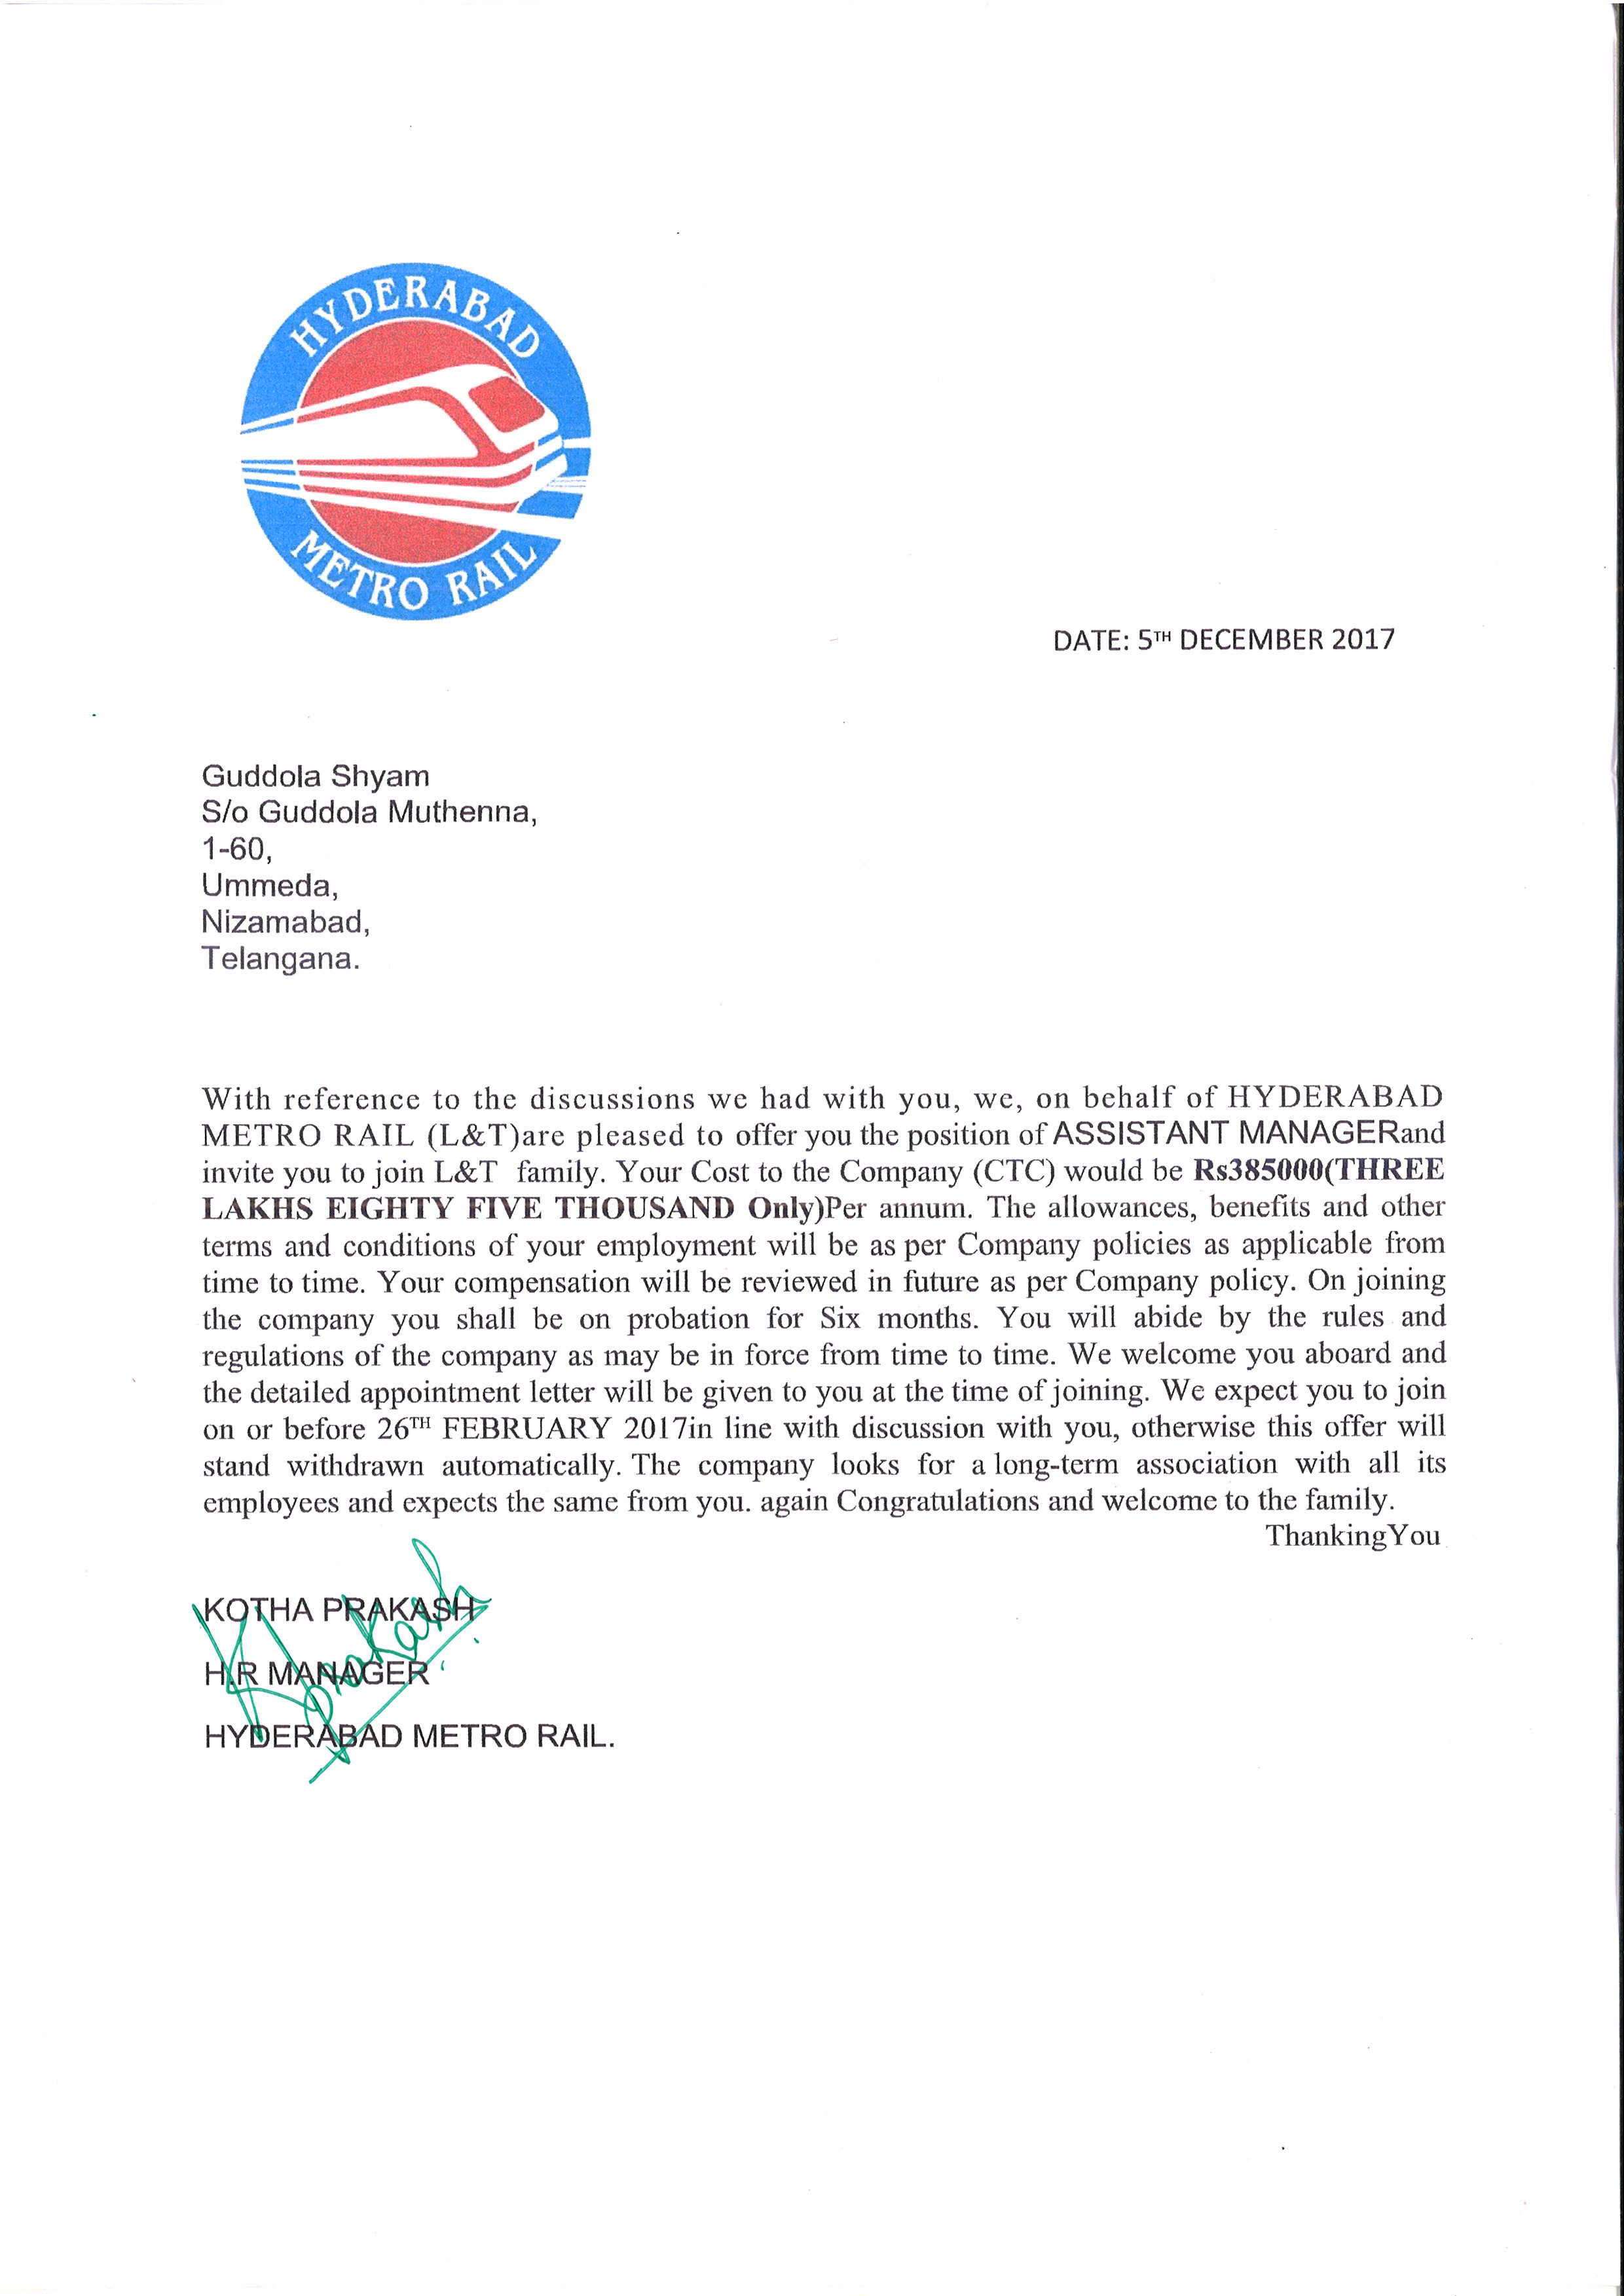 HYDERABAD
METRO RAIL
DATE: 5TH DECEMBER 2017
Guddola Shyam
S/o Guddola Muthenna,
1-60,
Ummeda,
Nizamabad,
Telangana.
With reference to the discussions we had with you, we, on behalf of HYDERABAD
METRO RAIL (L&T)are pleased to offer you the position of ASSISTANT MANAGERand
invite you to join L&T family. Your Cost to the Company (CTC) would be Rs385000(THREE
LAKHS EIGHTY FIVE THOUSAND Only)Per annum. The allowances, benefits and other
terms and conditions of your employment will be as per Company policies as applicable from
time to time. Your compensation will be reviewed in future as per Company policy. On joining
the company you shall be on probation for Six months. You will abide by the rules and
regulations of the company as may be in force from time to time. We welcome you aboard and
the detailed appointment letter will be given to you at the time of joining. We expect you to join
on or before 26TH FEBRUARY 2017in line with discussion with you, otherwise this offer will
stand withdrawn automatically. The company looks for a long-term association with all its
employees and expects the same from you. again Congratulations and welcome to the family.
ThankingYou
KOTHA PRAKASH
K Prakash
H.R MANAGER
HYDERABAD METRO RAIL.